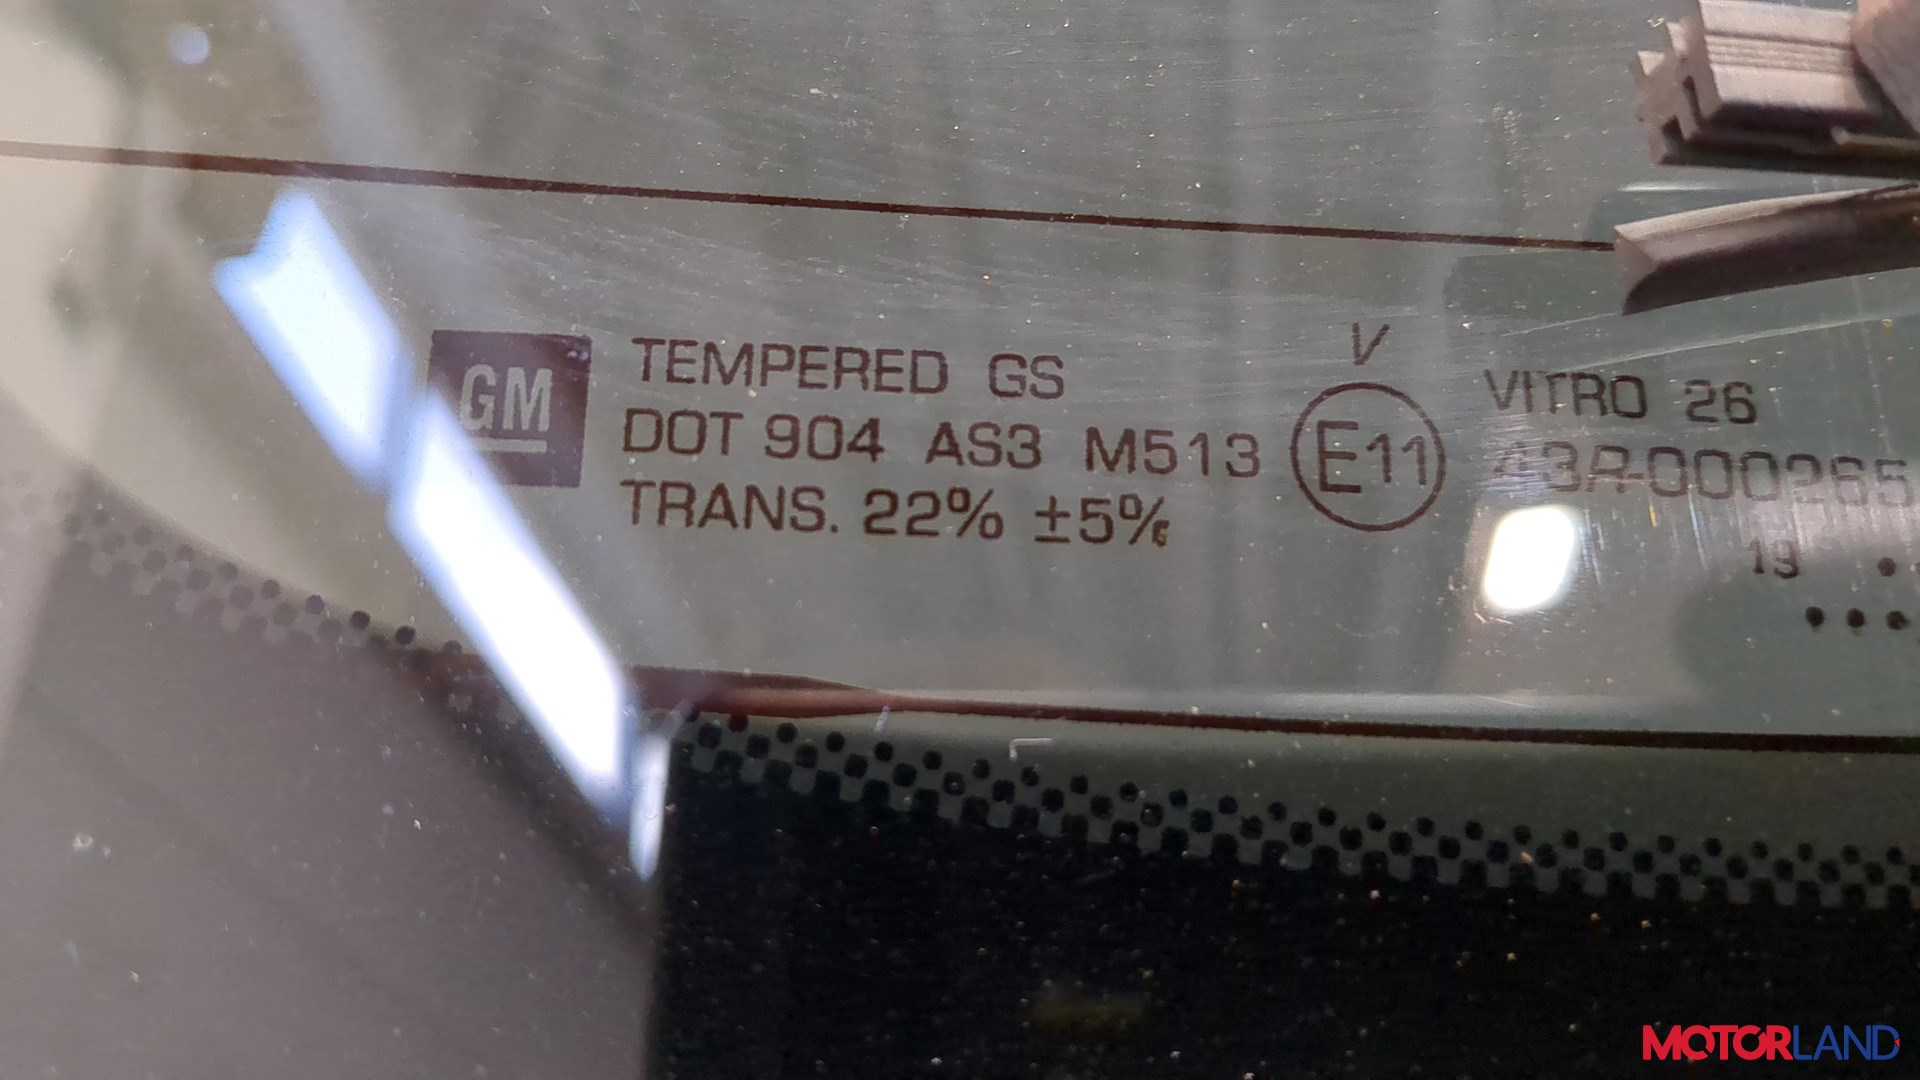 GM
TEMPERED GS
DOT 904 AS3 M513
TRANS. 22% ±5%
V
E11
VITRO 26
43R-000265
19
MOTORLAND